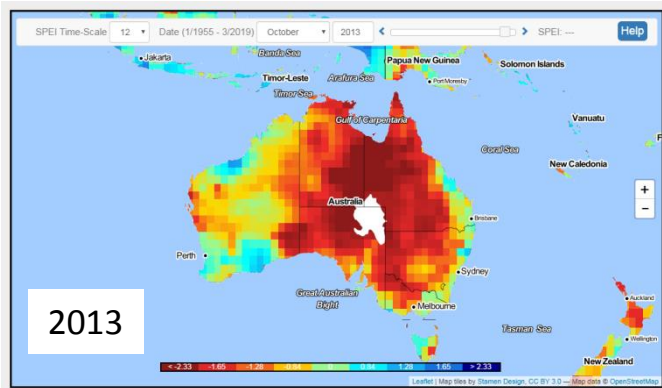 SPEI Time-Scale 12 Date (1/1955 - 3/2019) October 2013 SPEI: --- Help
Jakarta
Banda Sea
Papua New Guinea
Solomon Islands
Timor-Leste
Arafura Sea
Port Moresby
Timor Sea
Gulf of Carpentaria
Vanuatu
F
Coral Sea
New Caledonia
+
Australia
−
Brisbane
Perth
Sydney
Great Australian
Bight
Auckland
2013
Melbourne
Tasman Sea
Wellington
New Zealand
< -2.33 -1.65 -1.28 -0.84 0 0.84 1.28 1.65 > 2.33
Leaflet | Map tiles by Stamen Design, CC BY 3.0 — Map data © OpenStreetMap